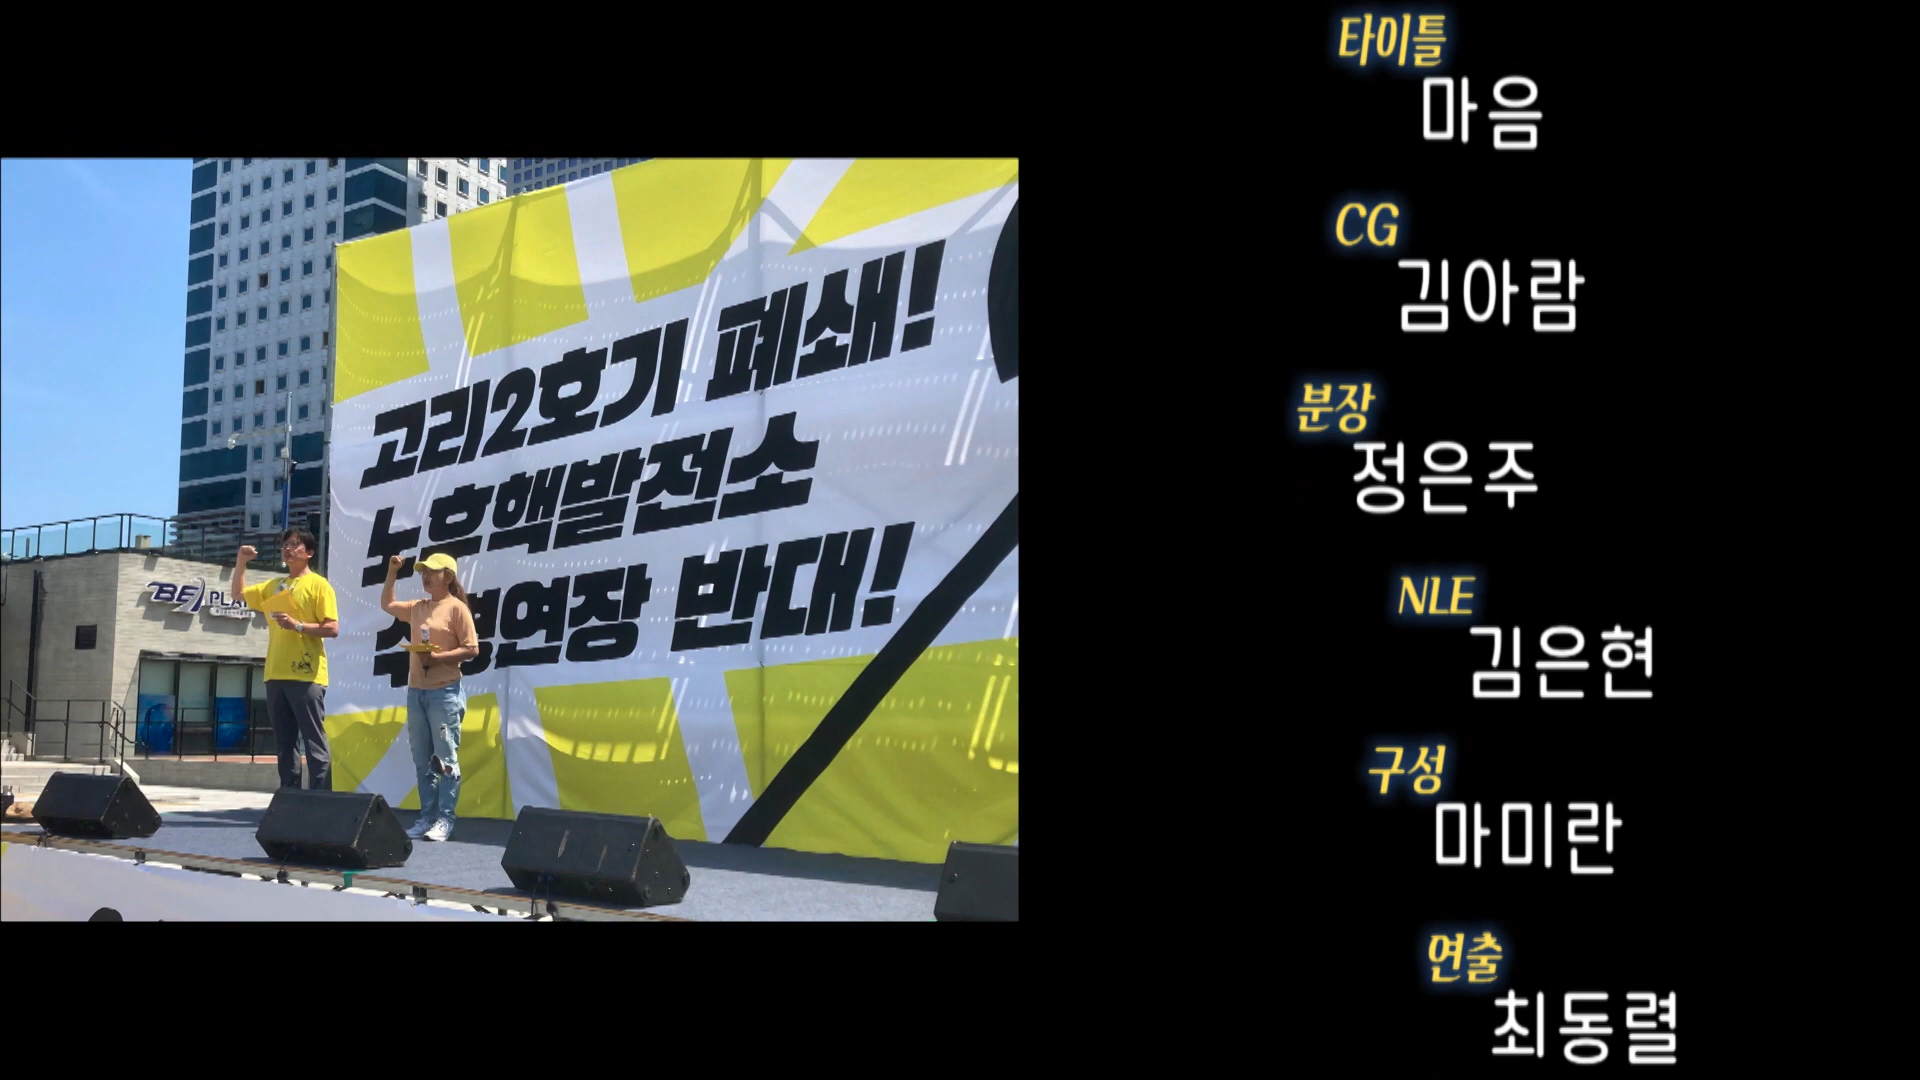 고리2호기 폐쇄!
노후핵발전소
수명연장 반대!
타이틀
마음
CG
김아람
분장
정은주
NLE
김은현
구성
마미란
연출
최동렬